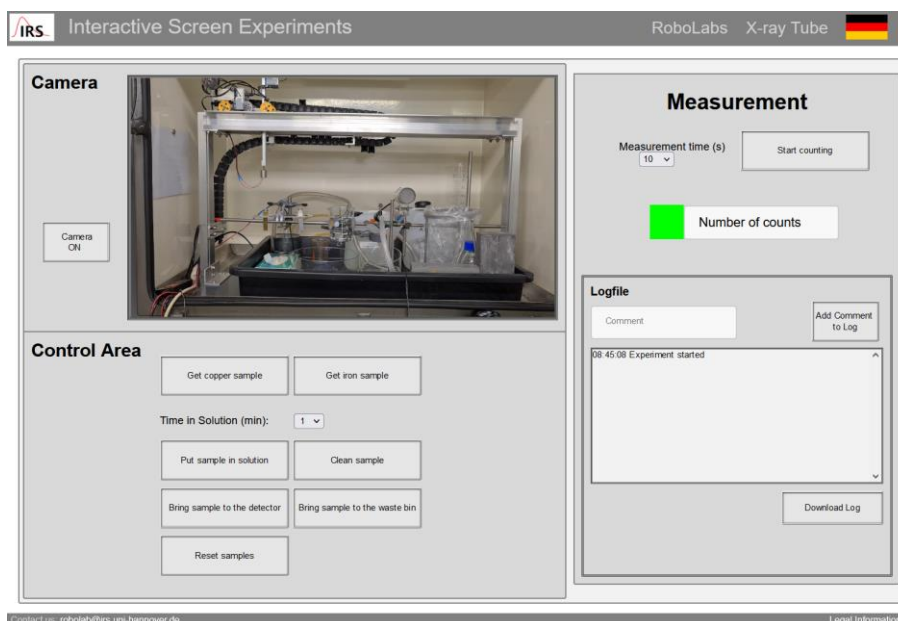 IRS Interactive Screen Experiments RoboLabs X-ray Tube
Camera
Camera
ON
Control Area
Get copper sample Get iron sample
Time in Solution (min): 1
Put sample in solution Clean sample
Bring sample to the detector Bring sample to the waste bin
Reset samples
Measurement
Measurement time (s)
10
Start counting
Number of counts
Logfile
Comment
Add Comment
to Log
08:45:08 Experiment started
Download Log
Contact us: robolab@irs.uni-hannover.de Legal Information